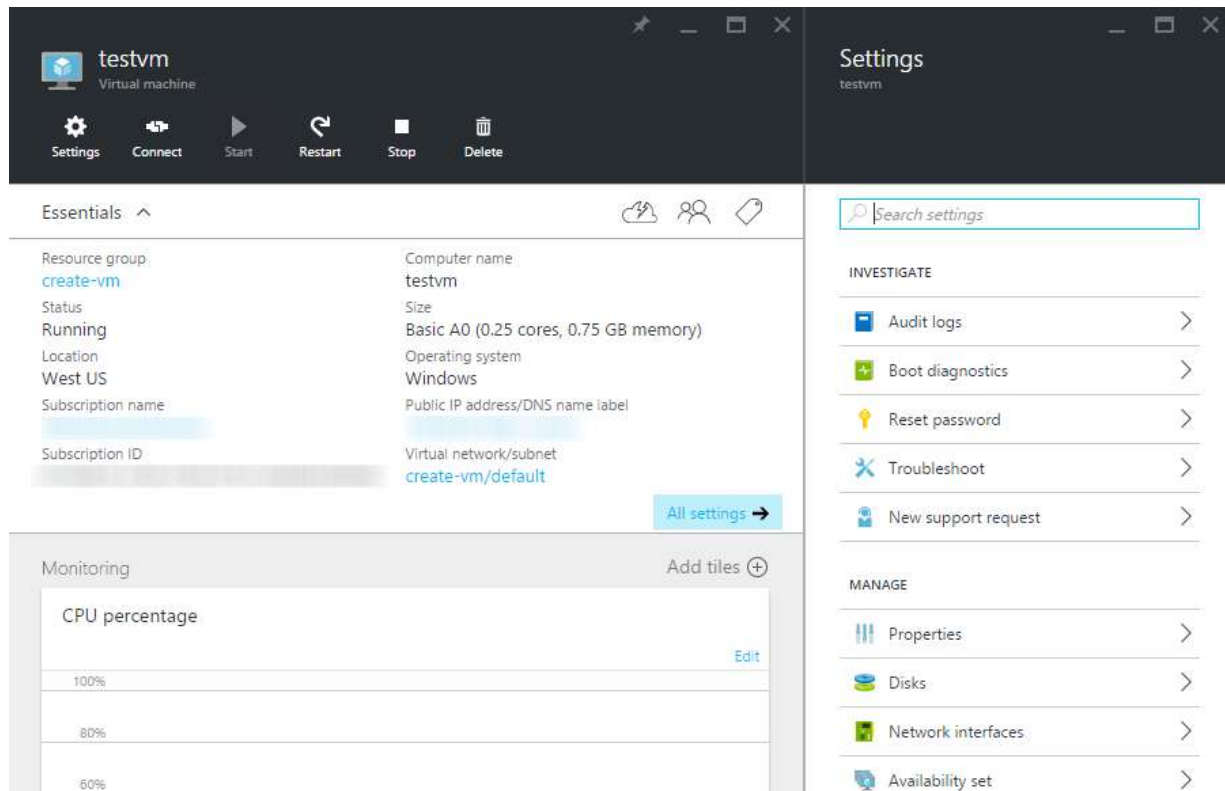 testvm
Virtual machine
Settings
Connect
Start
Restart
Stop
Delete
Essentials
Resource group
create-vm
Status
Running
Location
West US
Subscription name
Subscription ID
Computer name
testvm
Size
Basic A0 (0.25 cores, 0.75 GB memory)
Operating system
Windows
Public IP address/DNS name label
Virtual network/subnet
create-vm/default
All settings
Monitoring
Add tiles
CPU percentage
Edit
100%
80%
60%
Settings
testvm
Search settings
INVESTIGATE
Audit logs
Boot diagnostics
Reset password
Troubleshoot
New support request
MANAGE
Properties
Disks
Network interfaces
Availability set